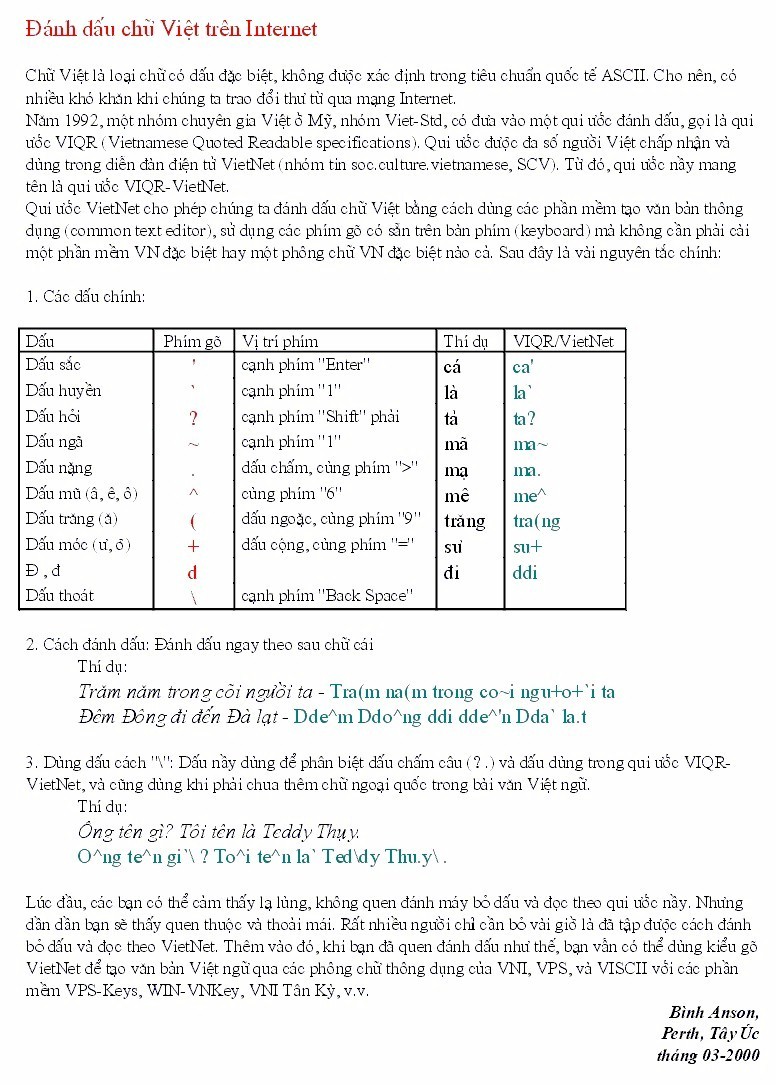 Đánh dấu chữ Việt trên Internet
Chữ Việt là loại chữ có dấu đặc biệt, không được xác định trong tiêu chuẩn quốc tế ASCII. Cho nên, có
nhiều khó khăn khi chúng ta trao đổi thư từ qua mạng Internet.
Năm 1992, một nhóm chuyên gia Việt ở Mỹ, nhóm Viet-Std, có đưa vào một qui ước đánh dấu, gọi là qui
ước VIQR (Vietnamese Quoted Readable specifications). Qui ước được đa số người Việt chấp nhận và
dùng trong diễn đàn điện tử VietNet (nhóm tin soc.culture.vietnamese, SCV). Từ đó, qui ước nầy mang
tên là qui ước VIQR-VietNet.
Qui ước VietNet cho phép chúng ta đánh dấu chữ Việt bằng cách dùng các phần mềm tạo văn bản thông
dụng (common text editor), sử dụng các phím gõ có sẵn trên bàn phím (keyboard) mà không cần phải cài
một phần mềm VN đặc biệt hay một phông chữ VN đặc biệt nào cả. Sau đây là vài nguyên tắc chính:
1. Các dấu chính:
Dấu Phím gõ Vị trí phím Thí dụ VIQR/VietNet
Dấu sắc ' cạnh phím "Enter" cá ca'
Dấu huyền ` cạnh phím "1" là la`
Dấu hỏi ? cạnh phím "Shift" phải tả ta?
Dấu ngã ~ cạnh phím "1" mã ma~
Dấu nặng . dấu chấm, cùng phím ">" mạ ma.
Dấu mũ (â, ê, ô) ^ cùng phím "6" mê me^
Dấu trăng (ă) ( dấu ngoặc, cùng phím "9" trăng tra(ng
Dấu móc (ư, ơ) + dấu cộng, cùng phím "=" sư su+
Đ , đ d đi ddi
Dấu thoát \ cạnh phím "Back Space"
2. Cách đánh dấu: Đánh dấu ngay theo sau chữ cái
Thí dụ:
Trăm năm trong cõi người ta - Tra(m na(m trong co~i ngu+o+`i ta
Đêm Đông đi đến Đà lạt - Dde^m Ddo^ng ddi dde^'n Dda` la.t
3. Dùng dấu cách "\": Dấu nầy dùng để phân biệt dấu chấm câu (? .) và dấu dùng trong qui ước VIQR-
VietNet, và cũng dùng khi phải chua thêm chữ ngoại quốc trong bài văn Việt ngữ.
Thí dụ:
Ông tên gì? Tôi tên là Teddy Thụy.
O^ng te^n gi`\ ? To^i te^n la` Ted\dy Thu.y\ .
Lúc đầu, các bạn có thể cảm thấy lạ lùng, không quen đánh máy bỏ dấu và đọc theo qui ước nầy. Nhưng
dần dần bạn sẽ thấy quen thuộc và thoải mái. Rất nhiều người chỉ cần bỏ vài giờ là đã tập được cách đánh
bỏ dấu và đọc theo VietNet. Thêm vào đó, khi bạn đã quen đánh dấu như thế, bạn vẫn có thể dùng kiểu gõ
VietNet để tạo văn bản Việt ngữ qua các phông chữ thông dụng của VNI, VPS, và VISCII với các phần
mềm VPS-Keys, WIN-VNKey, VNI Tân Kỳ, v.v.
Bình Anson,
Perth, Tây Úc
tháng 03-2000